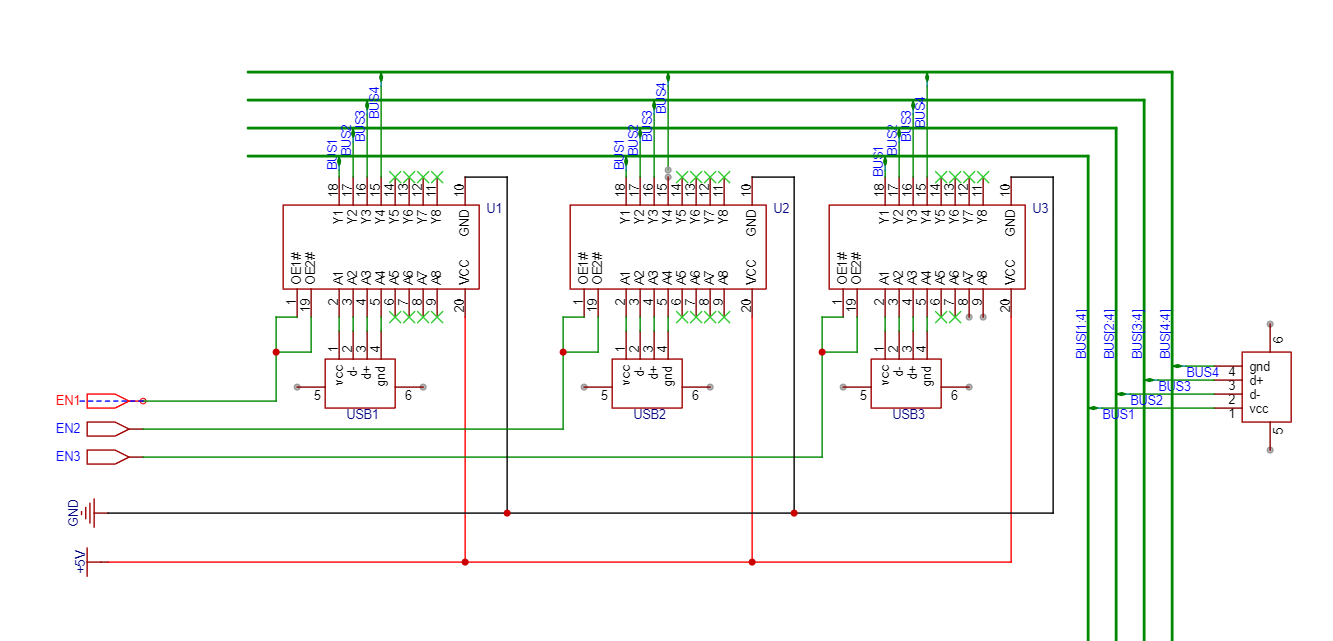 BUS1 BUS2 BUS3 BUS4
BUS1 BUS2 BUS3 BUS4
BUS1 BUS2 BUS3 BUS4
18 17 16 15 14 13 12 11 10
Y1 Y2 Y3 Y4 Y5 Y6 Y7 Y8 GND
U1
OE1# OE2# A1 A2 A3 A4 A5 A6 A7 A8 VCC
1 19 2 3 4 5 6 7 8 9 20
18 17 16 15 14 13 12 11 10
Y1 Y2 Y3 Y4 Y5 Y6 Y7 Y8 GND
U2
OE1# OE2# A1 A2 A3 A4 A5 A6 A7 A8 VCC
1 19 2 3 4 5 6 7 8 9 20
18 17 16 15 14 13 12 11 10
Y1 Y2 Y3 Y4 Y5 Y6 Y7 Y8 GND
U3
OE1# OE2# A1 A2 A3 A4 A5 A6 A7 A8 VCC
1 19 2 3 4 5 6 7 8 9 20
1 2 3 4
vcc d- d+ gnd
5 6
USB1
1 2 3 4
vcc d- d+ gnd
5 6
USB2
1 2 3 4
vcc d- d+ gnd
5 6
USB3
BUS[1:4] BUS[2:4] BUS[3:4] BUS[4:4]
6
BUS4 4 gnd
BUS3 3 d+
BUS2 2 d-
BUS1 1 vcc
5
EN1
EN2
EN3
GND
+5V